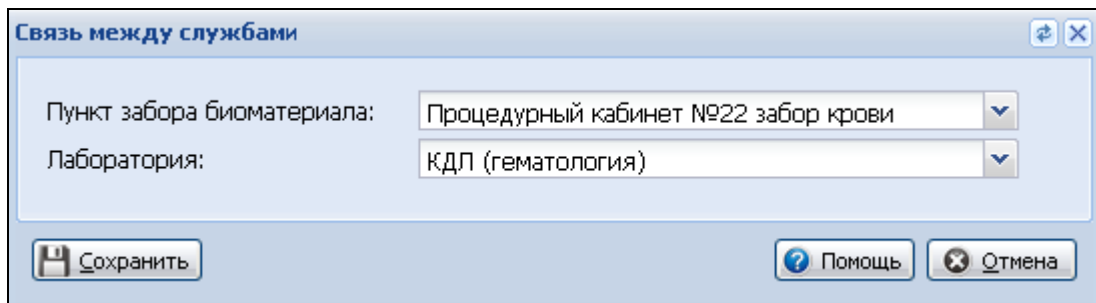 Связь между службами
Пункт забора биоматериала: Процедурный кабинет №22 забор крови
Лаборатория: КДЛ (гематология)
Сохранить Помощь Отмена